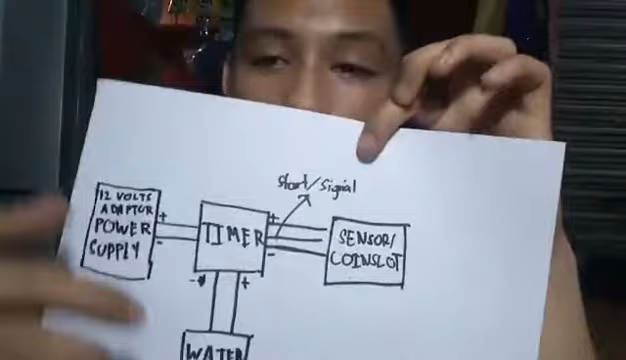 Start/Signal
12 VOLTS
ADAPTOR
POWER
SUPPLY
+
-
TIMER
+
-
SENSOR/
COINSLOT
- +
WATER